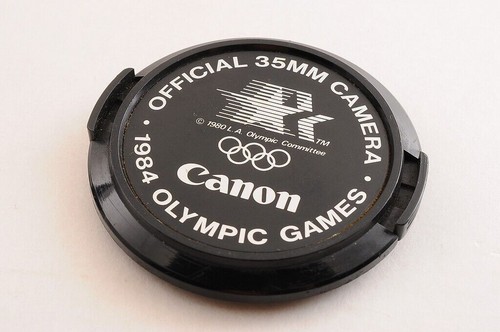 • OFFICIAL 35MM CAMERA •
TM
© 1980 L.A. Olympic Committee
Canon
1984 OLYMPIC GAMES